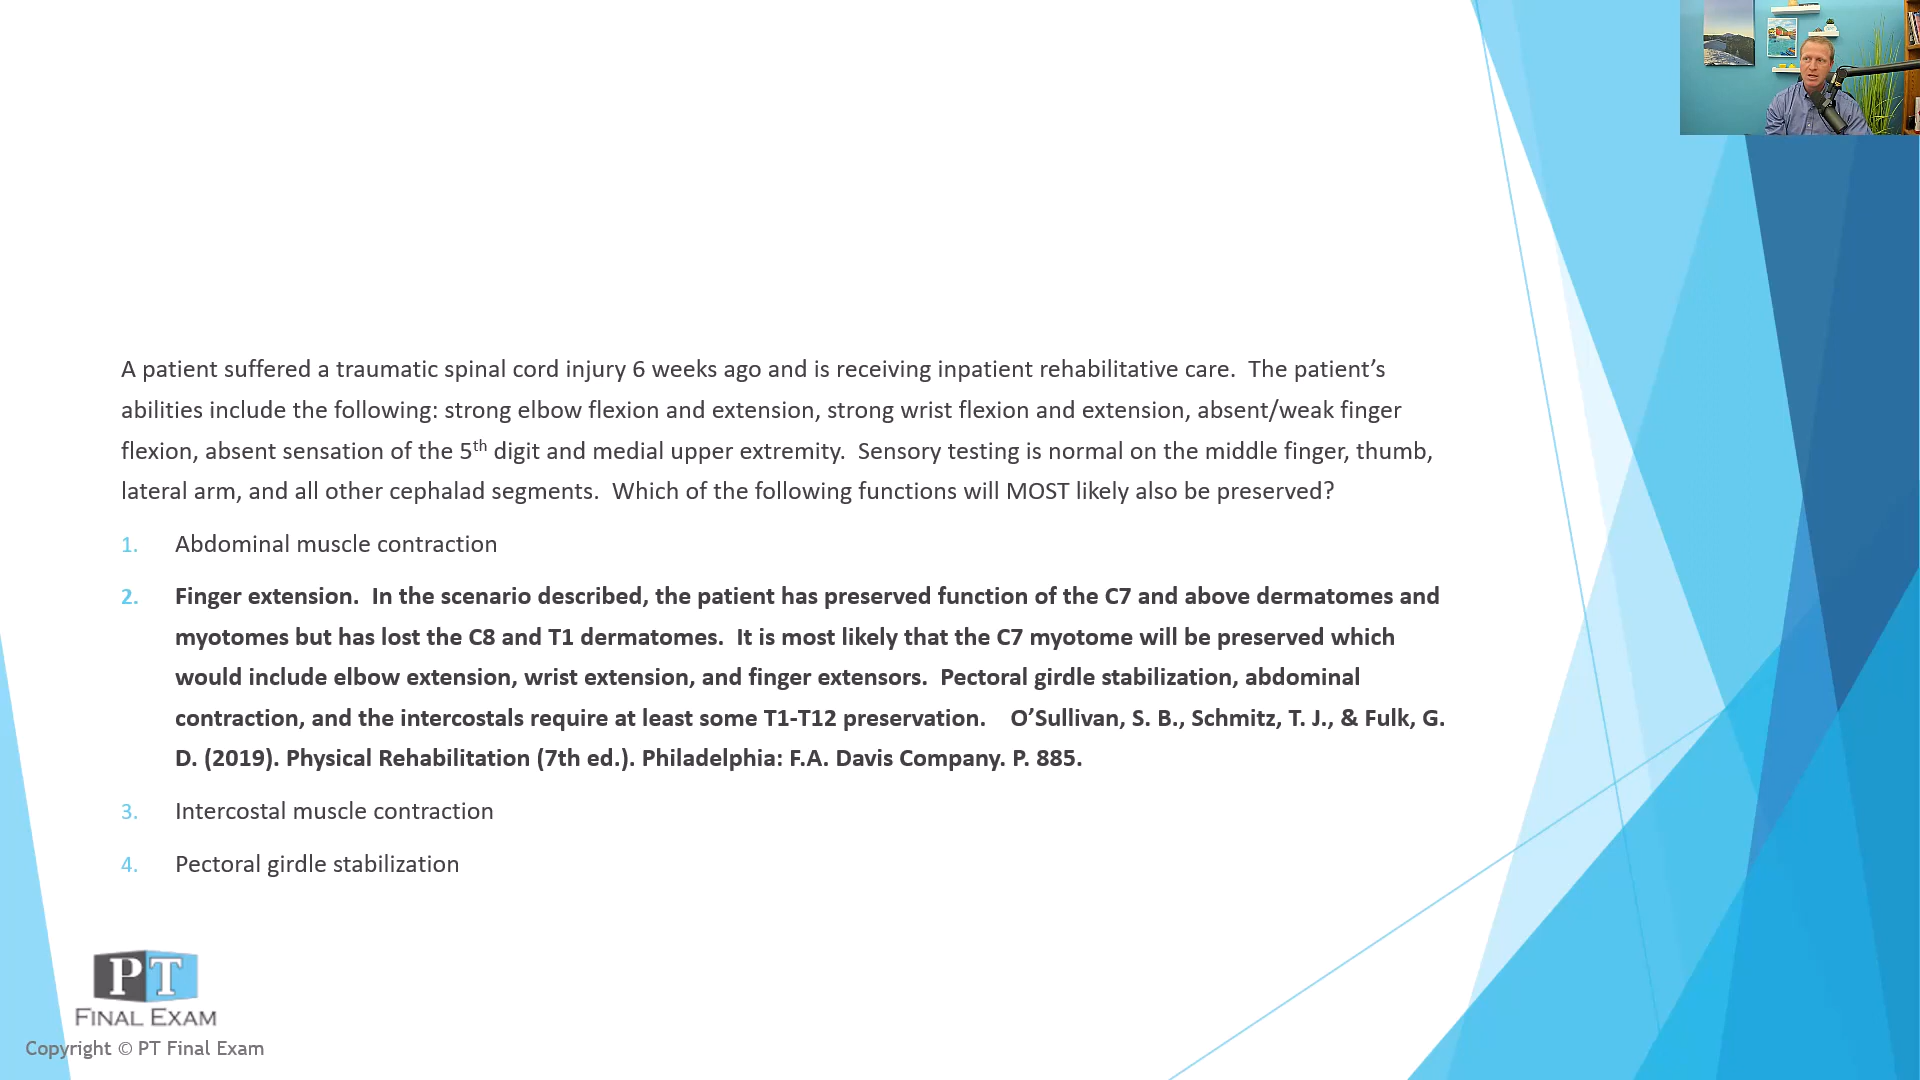 A patient suffered a traumatic spinal cord injury 6 weeks ago and is receiving inpatient rehabilitative care.  The patient’s
abilities include the following: strong elbow flexion and extension, strong wrist flexion and extension, absent/weak finger
flexion, absent sensation of the 5th digit and medial upper extremity.  Sensory testing is normal on the middle finger, thumb,
lateral arm, and all other cephalad segments.  Which of the following functions will MOST likely also be preserved?
1. Abdominal muscle contraction
2. Finger extension.  In the scenario described, the patient has preserved function of the C7 and above dermatomes and
myotomes but has lost the C8 and T1 dermatomes.  It is most likely that the C7 myotome will be preserved which
would include elbow extension, wrist extension, and finger extensors.  Pectoral girdle stabilization, abdominal
contraction, and the intercostals require at least some T1-T12 preservation.    O’Sullivan, S. B., Schmitz, T. J., & Fulk, G.
D. (2019). Physical Rehabilitation (7th ed.). Philadelphia: F.A. Davis Company. P. 885.
3. Intercostal muscle contraction
4. Pectoral girdle stabilization
PT
FINAL EXAM
Copyright © PT Final Exam